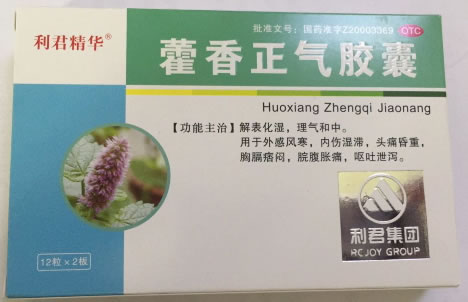 利君精华®
批准文号：国药准字Z20003369
OTC
藿香正气胶囊
Huoxiang Zhengqi Jiaonang
【功能主治】解表化湿，理气和中。
用于外感风寒，内伤湿滞，头痛昏重，
胸膈痞闷，脘腹胀痛，呕吐泄泻。
12粒×2板
利君集团
RCJOY GROUP